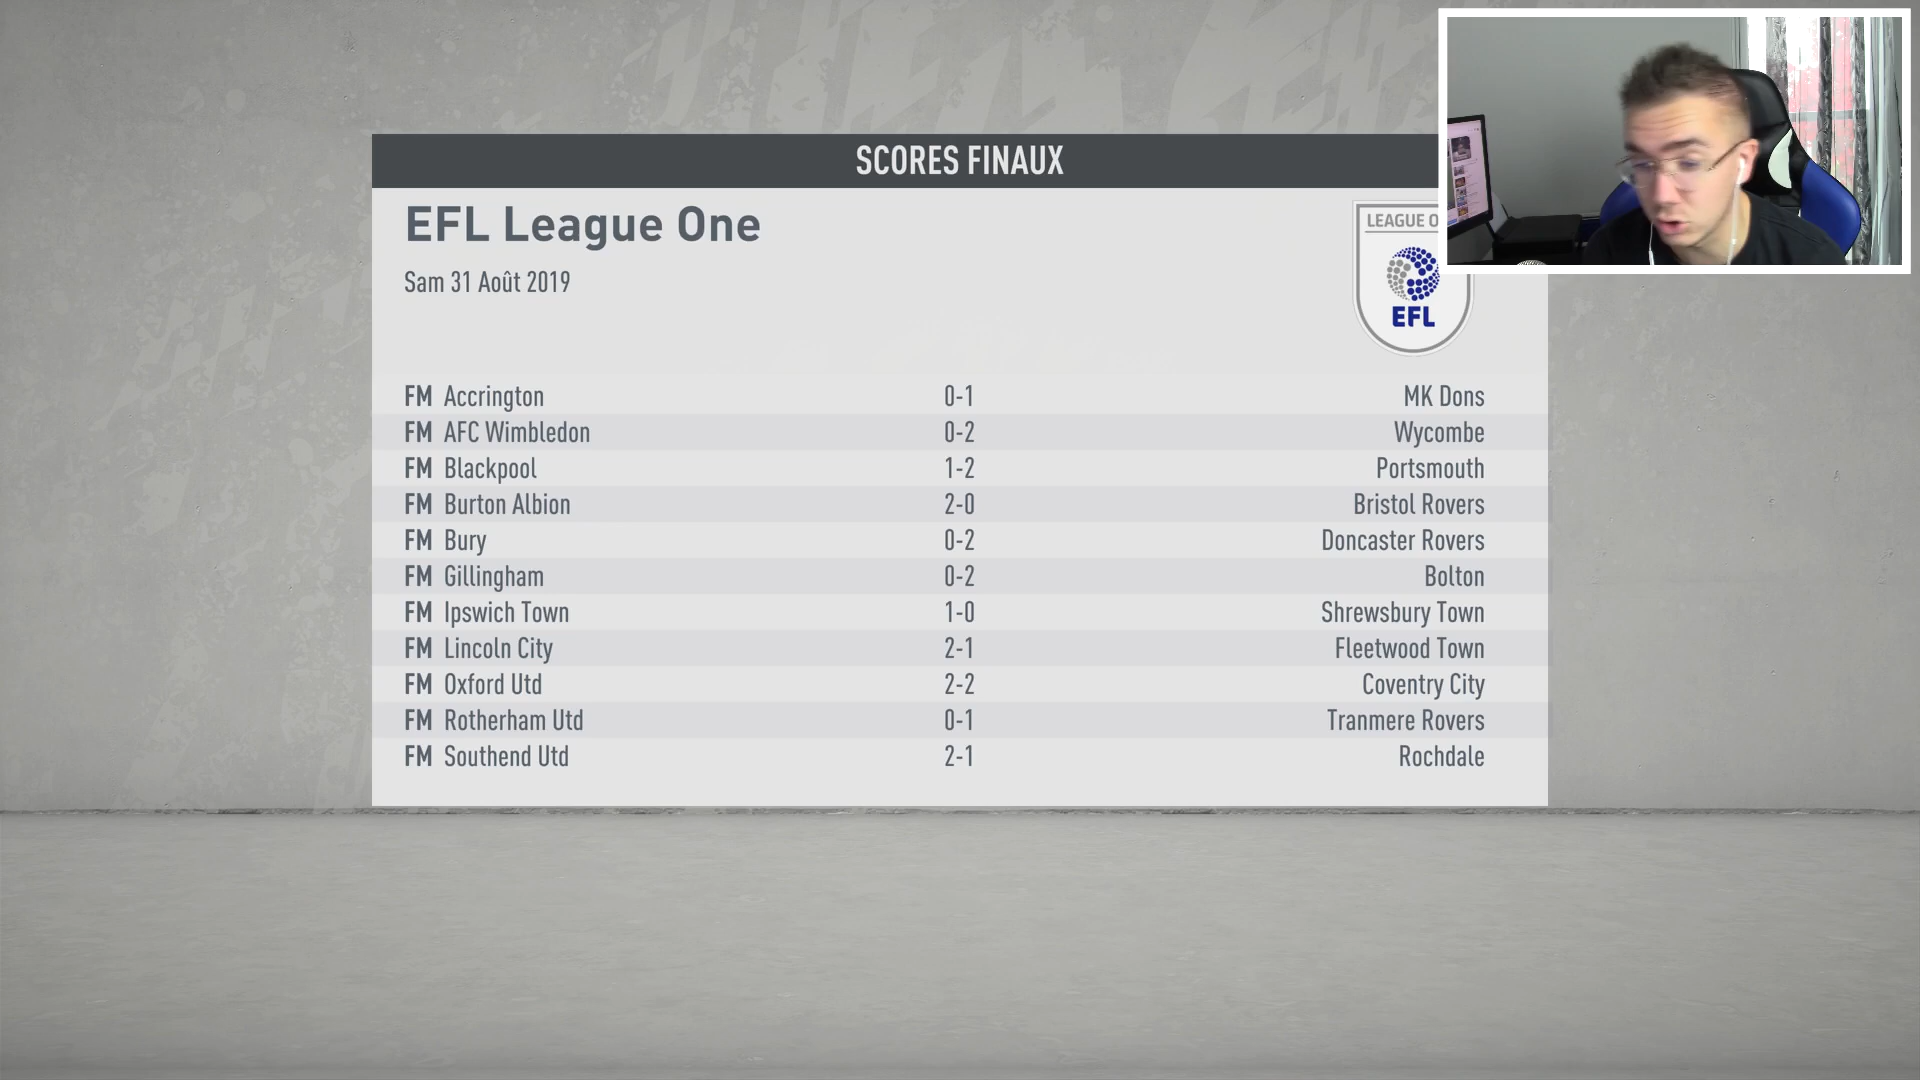 SCORES FINAUX
EFL League One
Sam 31 Août 2019
LEAGUE O
EFL
FM Accrington 0-1 MK Dons
FM AFC Wimbledon 0-2 Wycombe
FM Blackpool 1-2 Portsmouth
FM Burton Albion 2-0 Bristol Rovers
FM Bury 0-2 Doncaster Rovers
FM Gillingham 0-2 Bolton
FM Ipswich Town 1-0 Shrewsbury Town
FM Lincoln City 2-1 Fleetwood Town
FM Oxford Utd 2-2 Coventry City
FM Rotherham Utd 0-1 Tranmere Rovers
FM Southend Utd 2-1 Rochdale